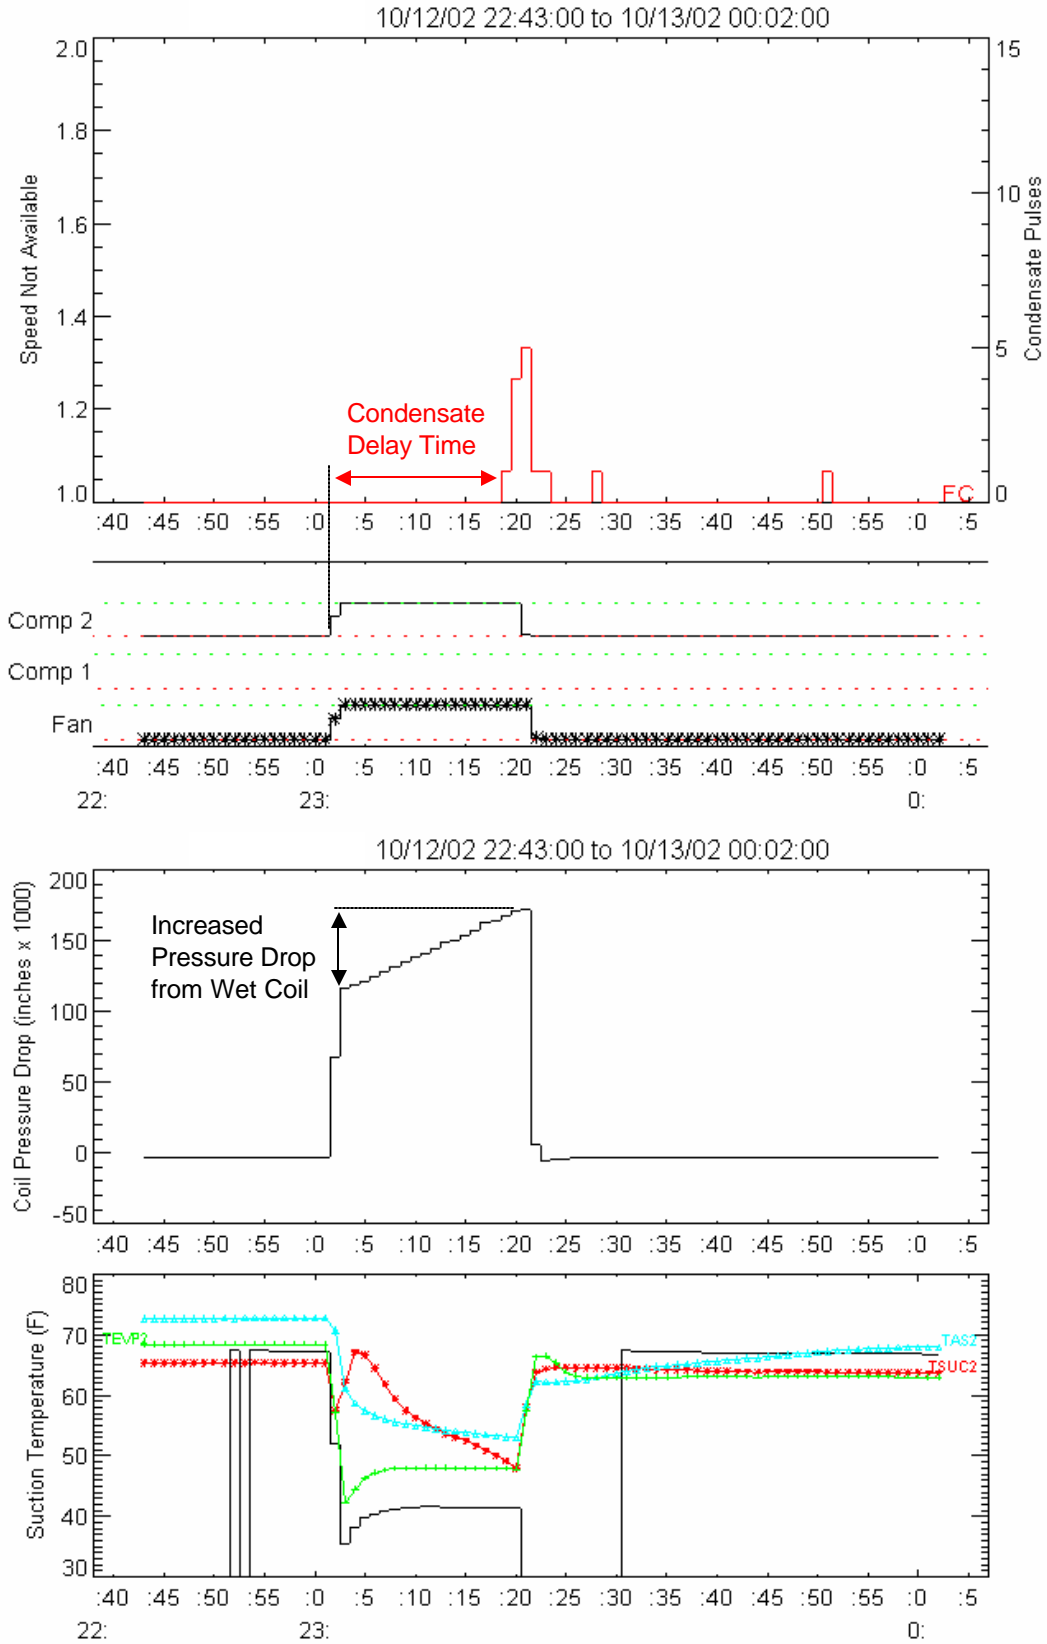 10/12/02 22:43:00 to 10/13/02 00:02:00
2.0
1.8
1.6
1.4
1.2
1.0
Speed Not Available
15
10
5
0
Condensate Pulses
Condensate
Delay Time
FC
:40 :45 :50 :55 :0 :5 :10 :15 :20 :25 :30 :35 :40 :45 :50 :55 :0 :5
Comp 2
Comp 1
Fan
:40 :45 :50 :55 :0 :5 :10 :15 :20 :25 :30 :35 :40 :45 :50 :55 :0 :5
22: 23: 0:
10/12/02 22:43:00 to 10/13/02 00:02:00
200
150
100
50
0
-50
Coil Pressure Drop (inches x 1000)
Increased
Pressure Drop
from Wet Coil
:40 :45 :50 :55 :0 :5 :10 :15 :20 :25 :30 :35 :40 :45 :50 :55 :0 :5
80
70
60
50
40
30
Suction Temperature (F)
TEVP2
TAS2
TSUC2
:40 :45 :50 :55 :0 :5 :10 :15 :20 :25 :30 :35 :40 :45 :50 :55 :0 :5
22: 23: 0: